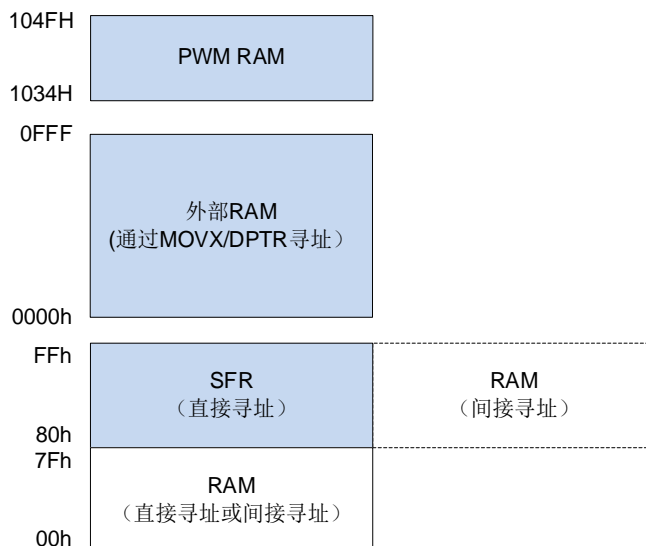 104FH
PWM RAM
1034H
0FFF
外部RAM
(通过MOVX/DPTR寻址）
0000h
FFh
SFR
（直接寻址）
RAM
（间接寻址）
80h
7Fh
RAM
（直接寻址或间接寻址）
00h